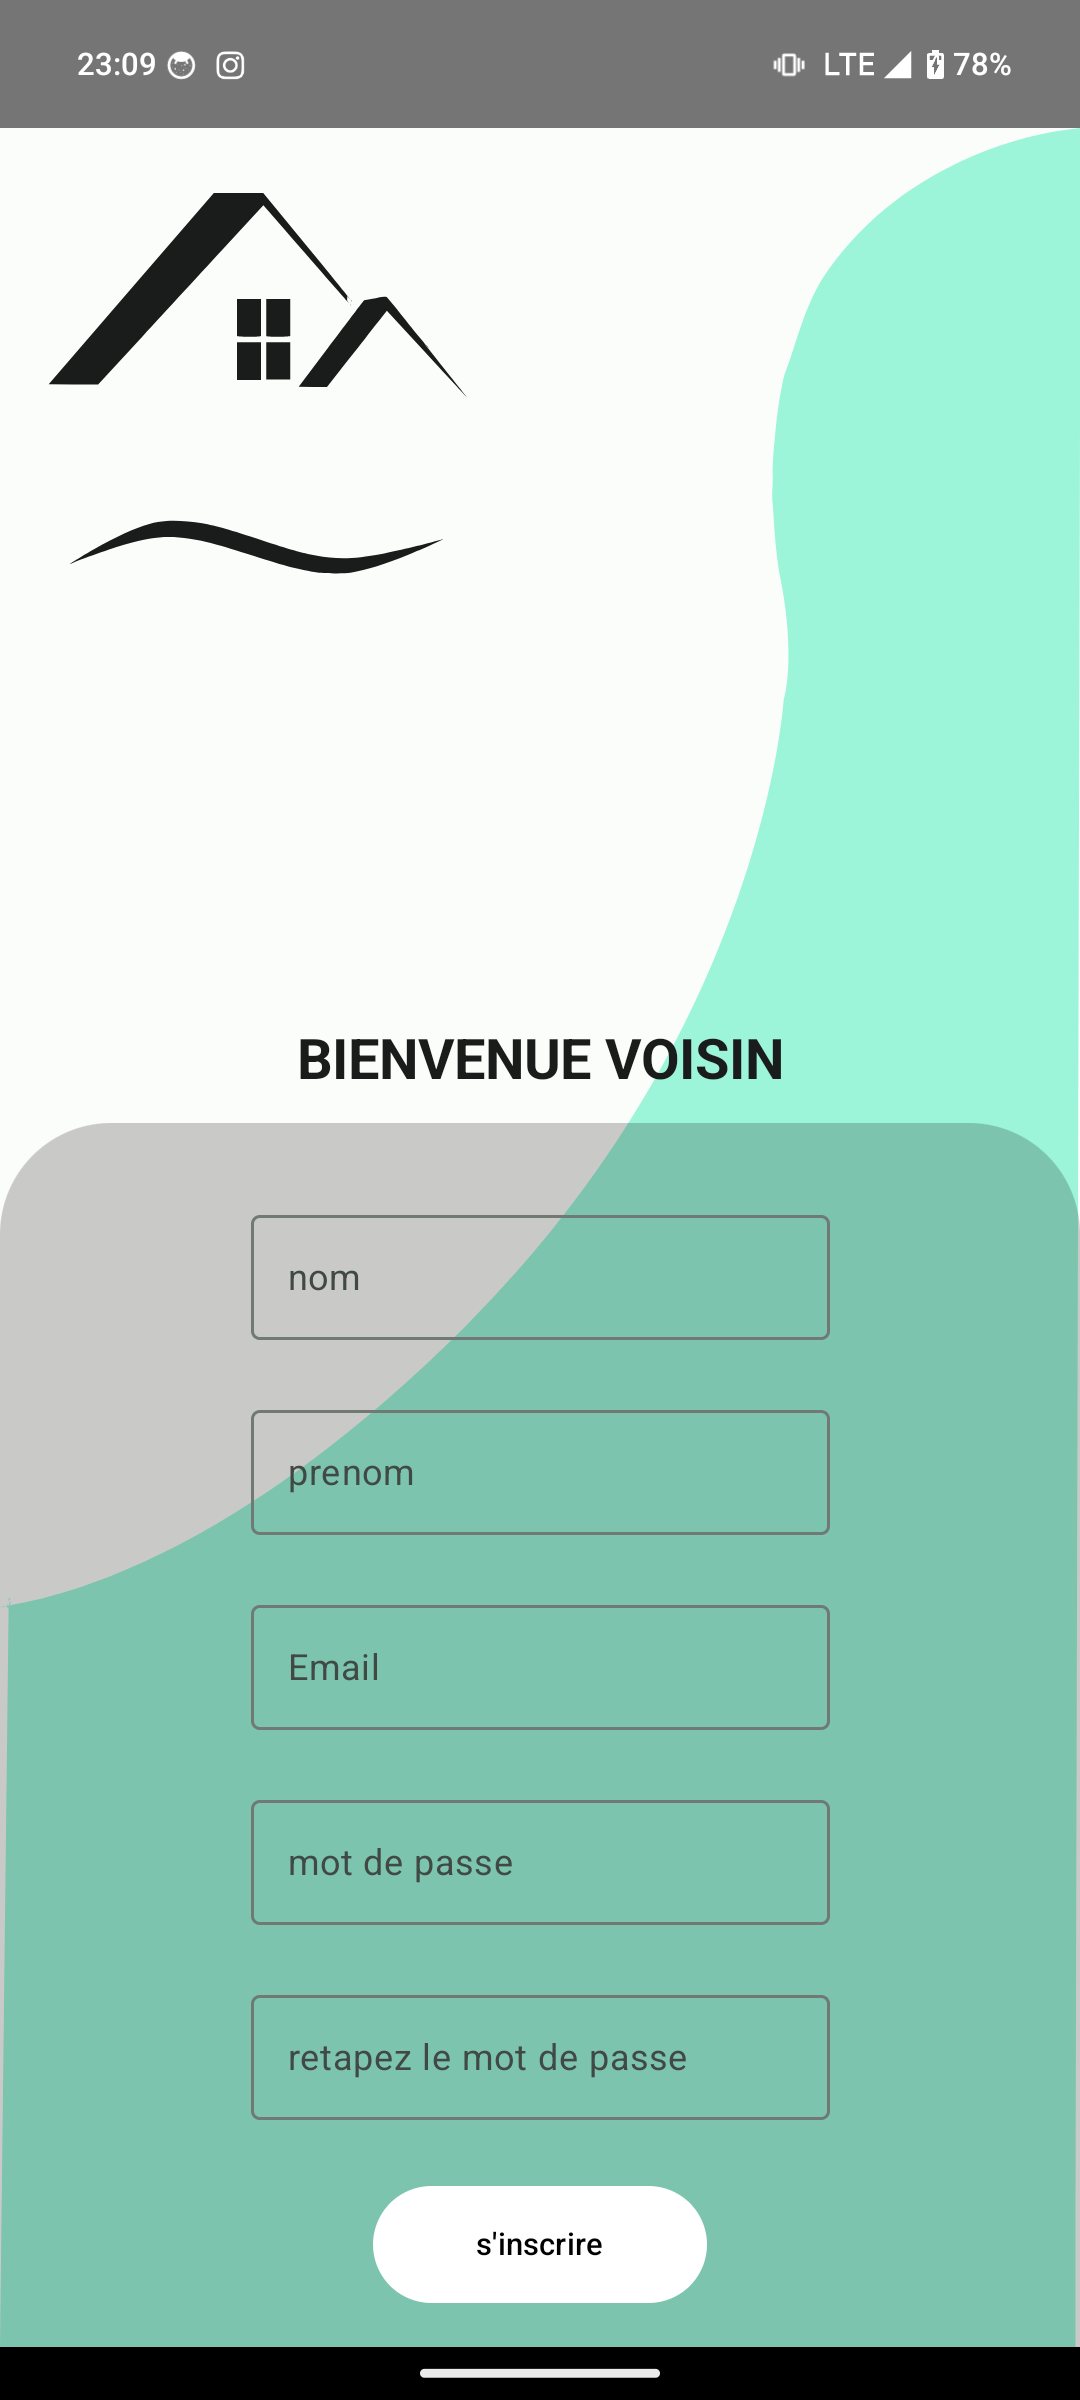 23:09 LTE 78%
BIENVENUE VOISIN
nom
prenom
Email
mot de passe
retapez le mot de passe
s'inscrire